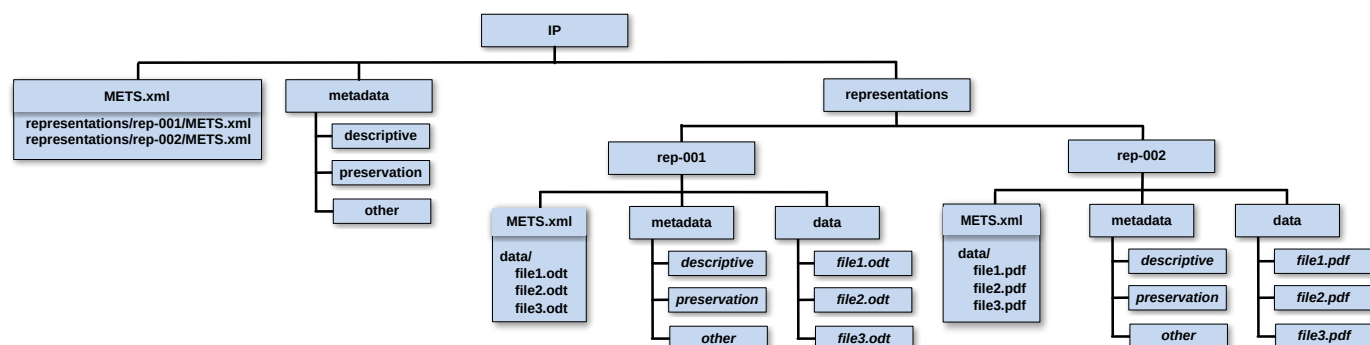 IP
METS.xml
representations/rep-001/METS.xml
representations/rep-002/METS.xml
metadata
descriptive
preservation
other
representations
rep-001
METS.xml
data/
file1.odt
file2.odt
file3.odt
metadata
descriptive
preservation
other
data
file1.odt
file2.odt
file3.odt
rep-002
METS.xml
data/
file1.pdf
file2.pdf
file3.pdf
metadata
descriptive
preservation
other
data
file1.pdf
file2.pdf
file3.pdf